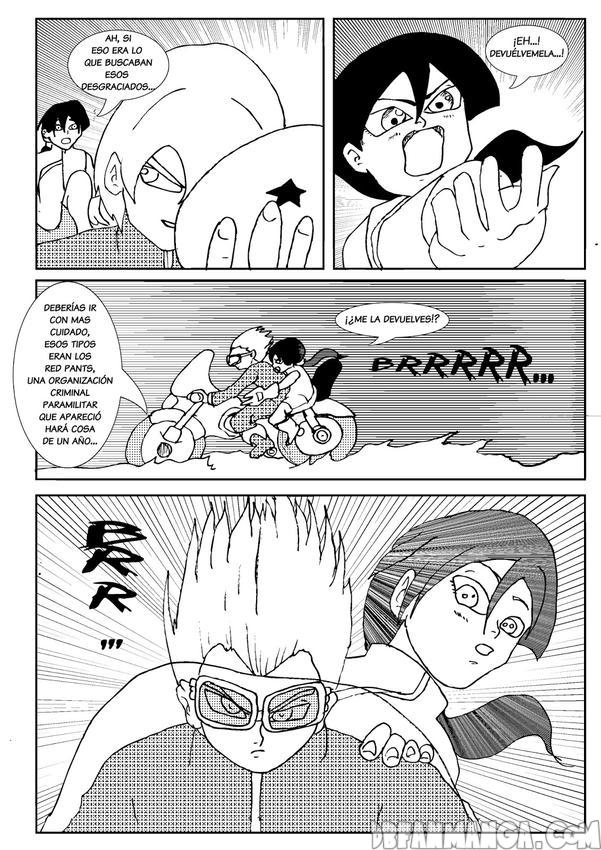 AH, SI
ESO ERA LO
QUE BUSCABAN
ESOS
DESGRACIADOS...
¡EH...!
DEVUÉLVEMELA...!
DEBERÍAS IR
CON MAS
CUIDADO,
ESOS TIPOS
ERAN LOS
RED PANTS,
UNA ORGANIZACIÓN
CRIMINAL
PARAMILITAR
QUE APARECIÓ
HARÁ COSA
DE UN AÑO...
¡¿ME LA DEVUELVES!?
BRRRRR...
BRR...
DBFANMANGA.COM